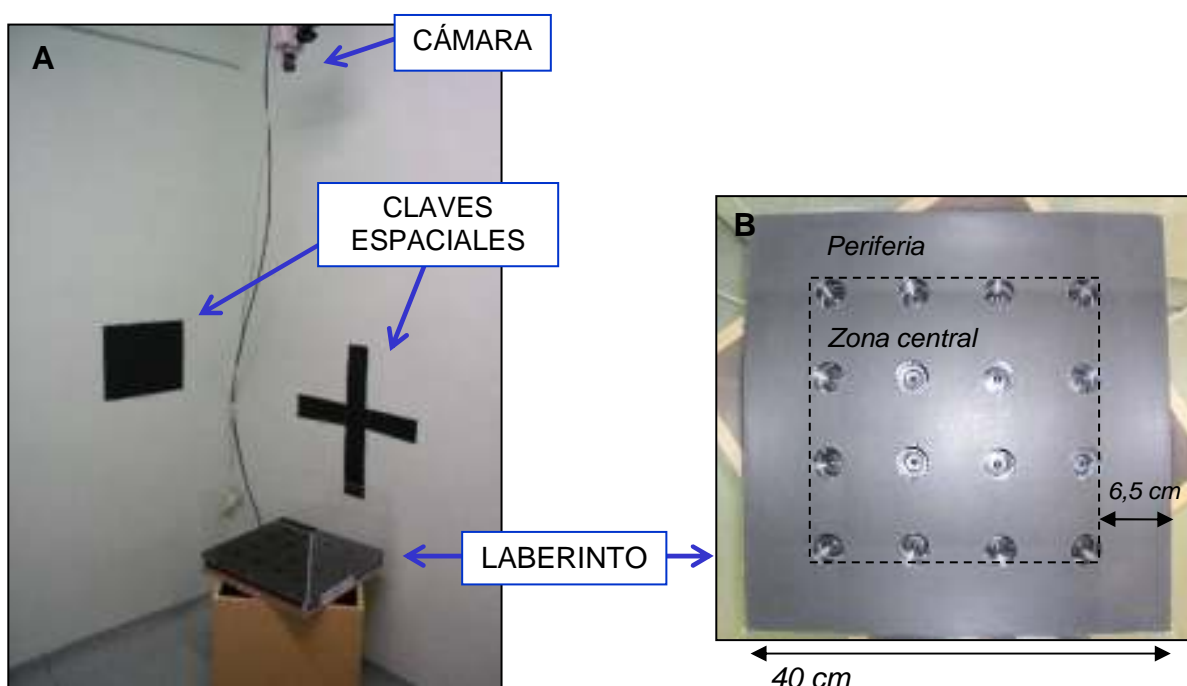 A
CÁMARA
CLAVES
ESPACIALES
LABERINTO
B
Periferia
Zona central
6,5 cm
40 cm